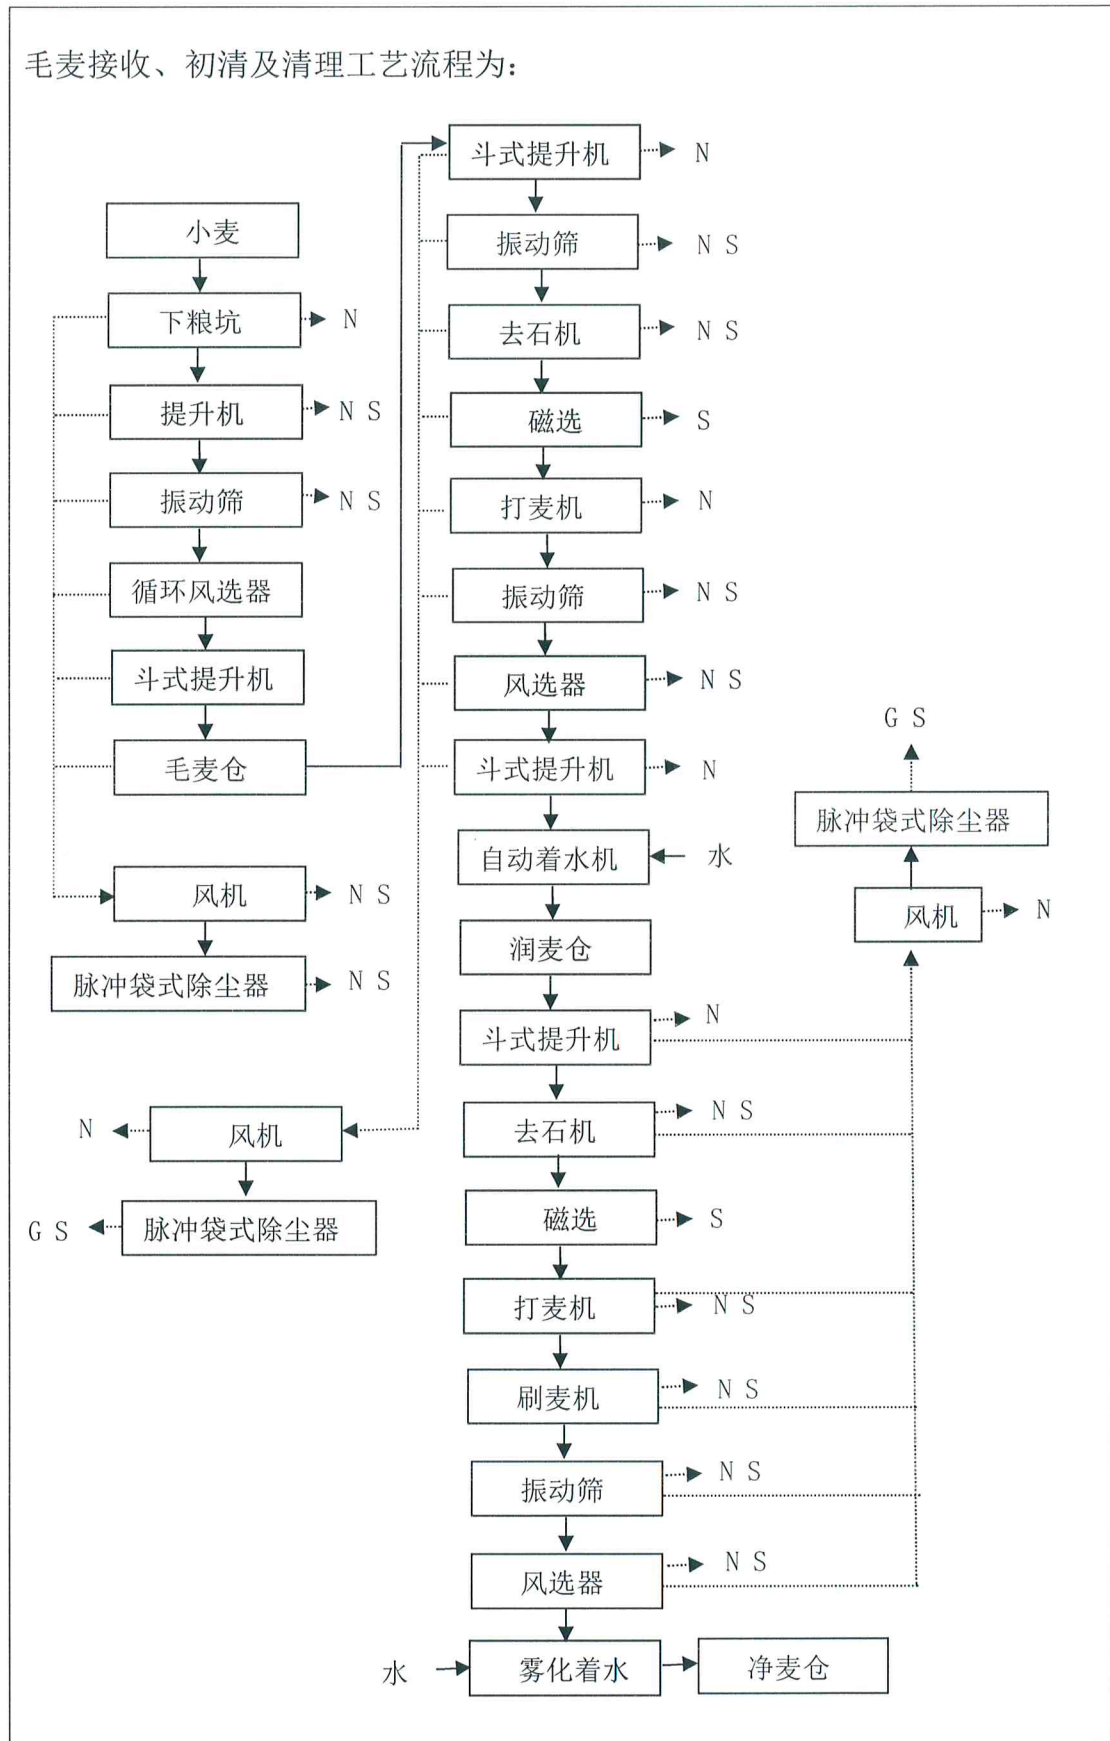 毛麦接收、初清及清理工艺流程为：
小麦
下粮坑 N
提升机 N S
振动筛 N S
循环风选器
斗式提升机
毛麦仓
风机 N S
脉冲袋式除尘器 N S
斗式提升机 N
振动筛 N S
去石机 N S
磁选 S
打麦机 N
振动筛 N S
风选器 N S
斗式提升机 N
自动着水机 水
润麦仓
斗式提升机 N
去石机 N S
磁选 S
打麦机 N S
刷麦机 N S
振动筛 N S
风选器 N S
水 雾化着水 净麦仓
N 风机
G S 脉冲袋式除尘器
G S
脉冲袋式除尘器
风机 N